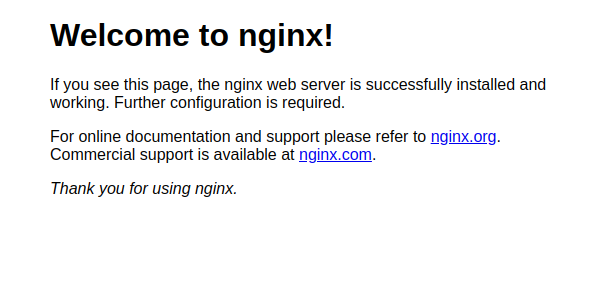 Welcome to nginx!
If you see this page, the nginx web server is successfully installed and
working. Further configuration is required.
For online documentation and support please refer to nginx.org.
Commercial support is available at nginx.com.
Thank you for using nginx.